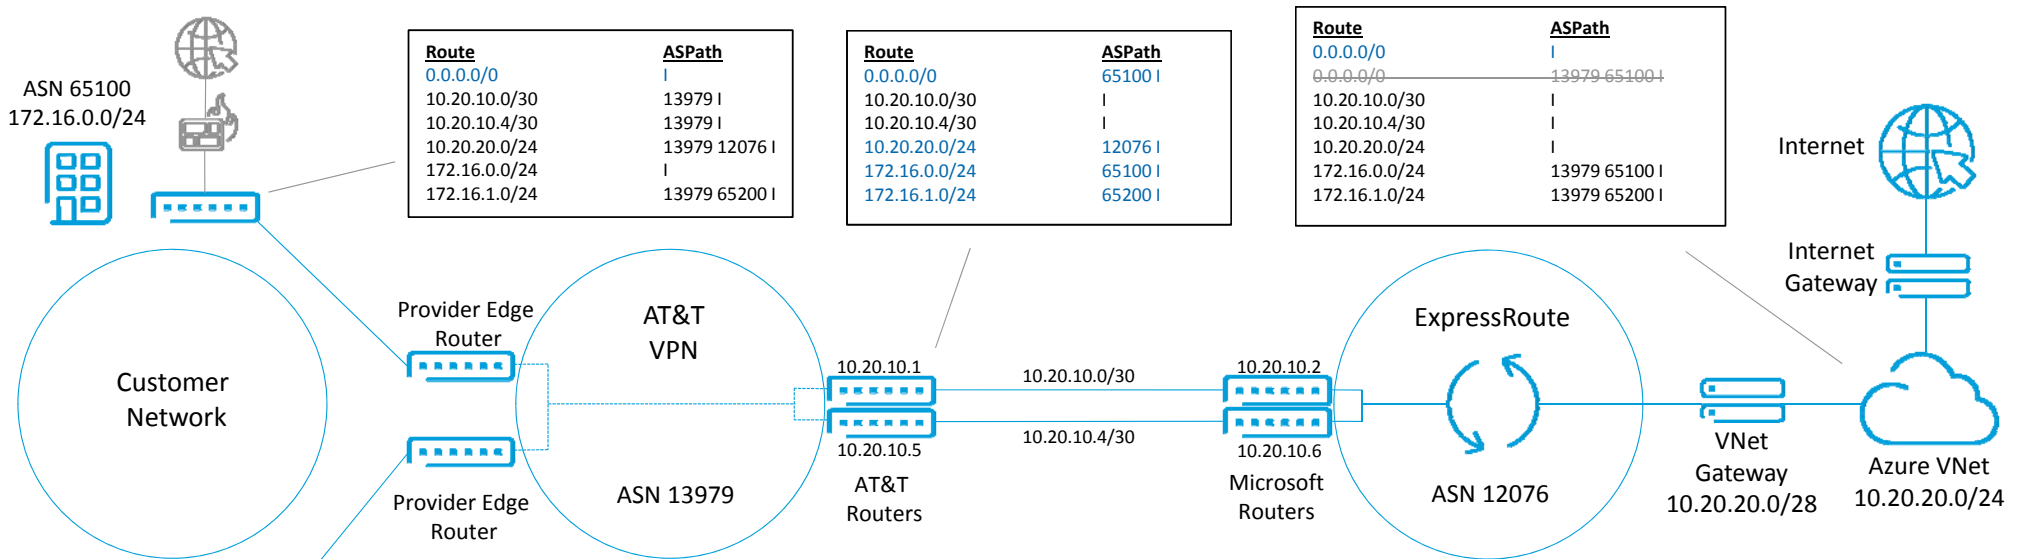 ASN 65100
172.16.0.0/24
Route ASPath
0.0.0.0/0 I
10.20.10.0/30 13979 I
10.20.10.4/30 13979 I
10.20.20.0/24 13979 12076 I
172.16.0.0/24 I
172.16.1.0/24 13979 65200 I
Route ASPath
0.0.0.0/0 65100 I
10.20.10.0/30 I
10.20.10.4/30 I
10.20.20.0/24 12076 I
172.16.0.0/24 65100 I
172.16.1.0/24 65200 I
Route ASPath
0.0.0.0/0 I
0.0.0.0/0 13979 65100 I
10.20.10.0/30 I
10.20.10.4/30 I
10.20.20.0/24 I
172.16.0.0/24 13979 65100 I
172.16.1.0/24 13979 65200 I
Internet
Internet
Gateway
Customer
Network
Provider Edge
Router
Provider Edge
Router
AT&T
VPN
ASN 13979
10.20.10.1
10.20.10.5
AT&T
Routers
10.20.10.0/30
10.20.10.4/30
10.20.10.2
10.20.10.6
Microsoft
Routers
ExpressRoute
ASN 12076
VNet
Gateway
10.20.20.0/28
Azure VNet
10.20.20.0/24